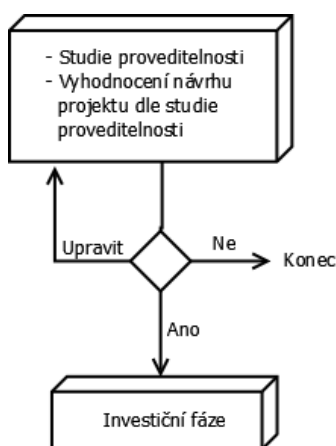 - Studie proveditelnosti
- Vyhodnocení návrhu
projektu dle studie
proveditelnosti
Upravit
Ne
Konec
Ano
Investiční fáze